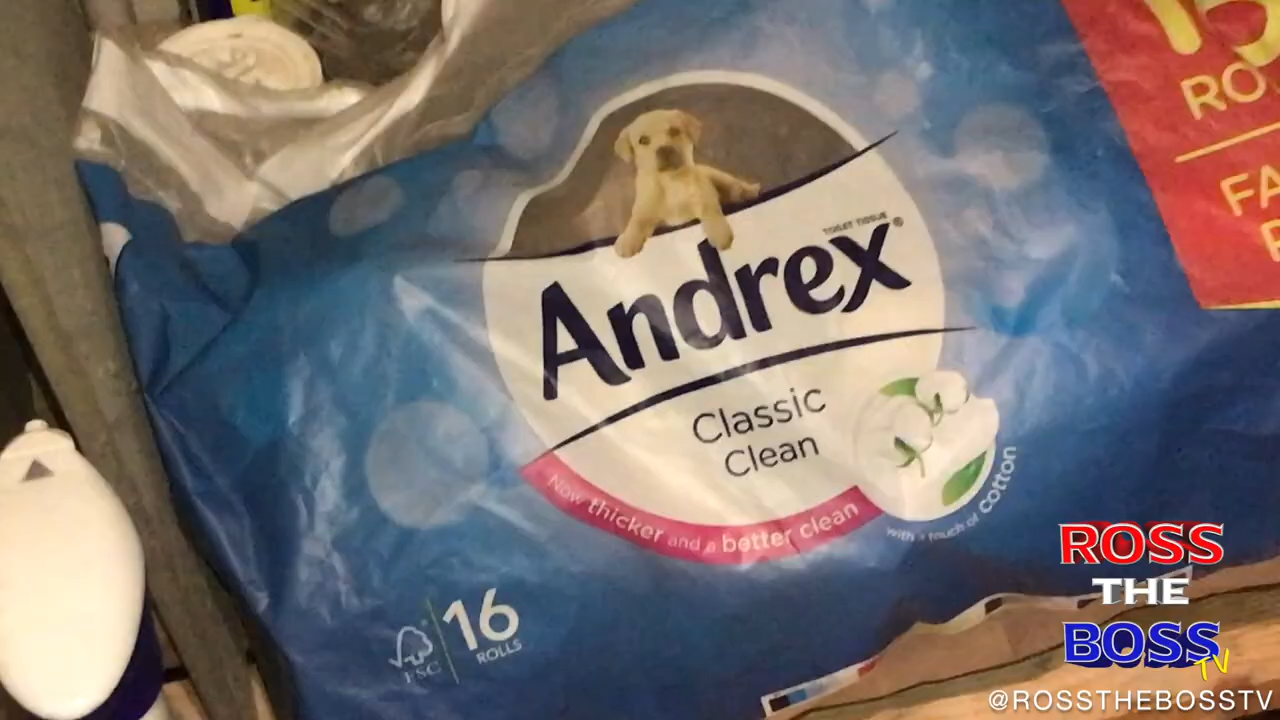 RO
FA
TOILET TISSUE
Andrex®
Classic
Clean
Now thicker and a better clean
with a touch of cotton
16
ROLLS
FSC
ROSS
THE
BOSS
TV
@ROSSTHEBOSSTV